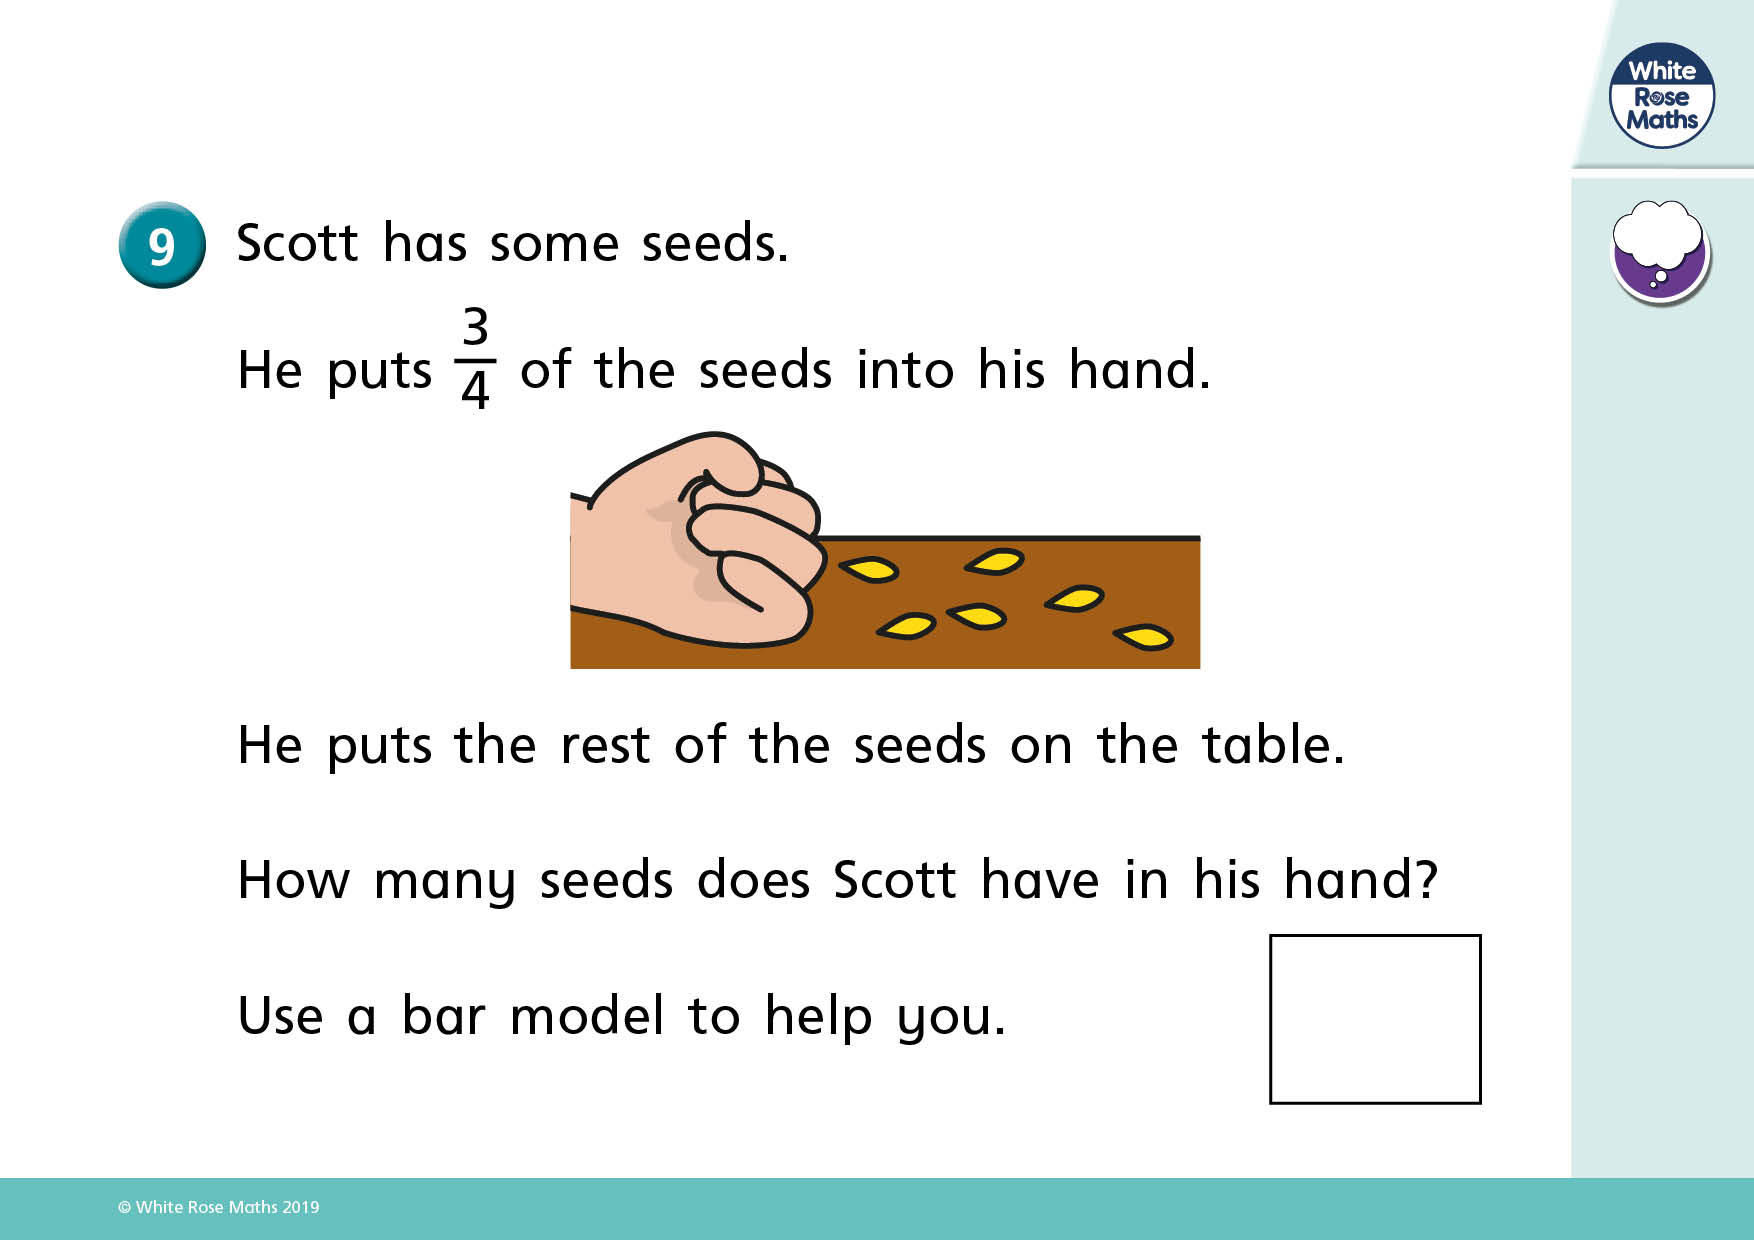 White
Rose
Maths
9 Scott has some seeds.
He puts 3/4 of the seeds into his hand.
He puts the rest of the seeds on the table.
How many seeds does Scott have in his hand?
Use a bar model to help you.
© White Rose Maths 2019